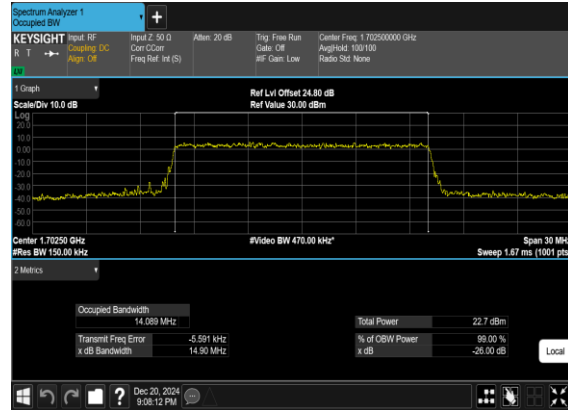 Spectrum Analyzer 1
Occupied BW
KEYSIGHT Input: RF Input Z: 50 Ω Atten: 20 dB Trig: Free Run Center Freq: 1.702500000 GHz
R T Coupling: DC Corr CCorr Gate: Off Avg|Hold: 100/100
Align: Off Freq Ref: Int (S) #IF Gain: Low Radio Std: None
LM
1 Graph Ref Lvl Offset 24.80 dB
Scale/Div 10.0 dB Ref Value 30.00 dBm
Log
20.0
10.0
0.00
-10.0
-20.0
-30.0
-40.0
-50.0
-60.0
Center 1.70250 GHz #Video BW 470.00 kHz* Span 30 MHz
#Res BW 150.00 kHz Sweep 1.67 ms (1001 pts)
2 Metrics
Occupied Bandwidth
14.089 MHz Total Power 22.7 dBm
Transmit Freq Error -5.591 kHz % of OBW Power 99.00 %
x dB Bandwidth 14.90 MHz x dB -26.00 dB
Local
? Dec 20, 2024
9:08:12 PM